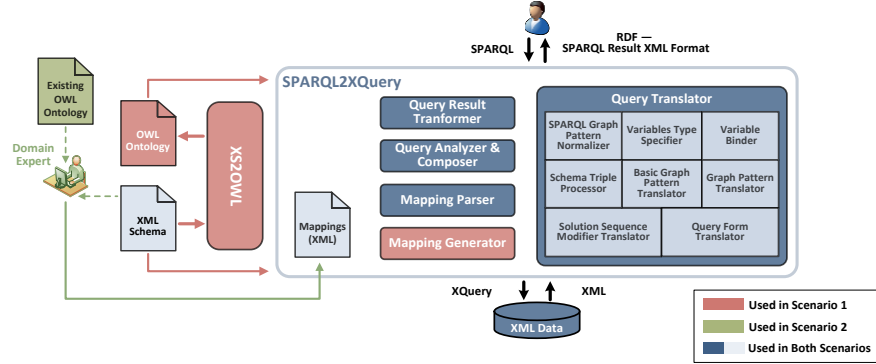 RDF —
SPARQL
SPARQL Result XML Format
Existing
OWL
Ontology
SPARQL2XQuery
Query Translator
Query Result
Tranformer
SPARQL Graph
Pattern
Normalizer
Variables Type
Specifier
Variable
Binder
OWL
Ontology
XS2OWL
Domain
Expert
Query Analyzer &
Composer
Schema Triple
Processor
Basic Graph
Pattern
Translator
Graph Pattern
Translator
XML
Schema
Mappings
(XML)
Mapping Parser
Mapping Generator
Solution Sequence
Modifier Translator
Query Form
Translator
XQuery
XML
XML Data
Used in Scenario 1
Used in Scenario 2
Used in Both Scenarios